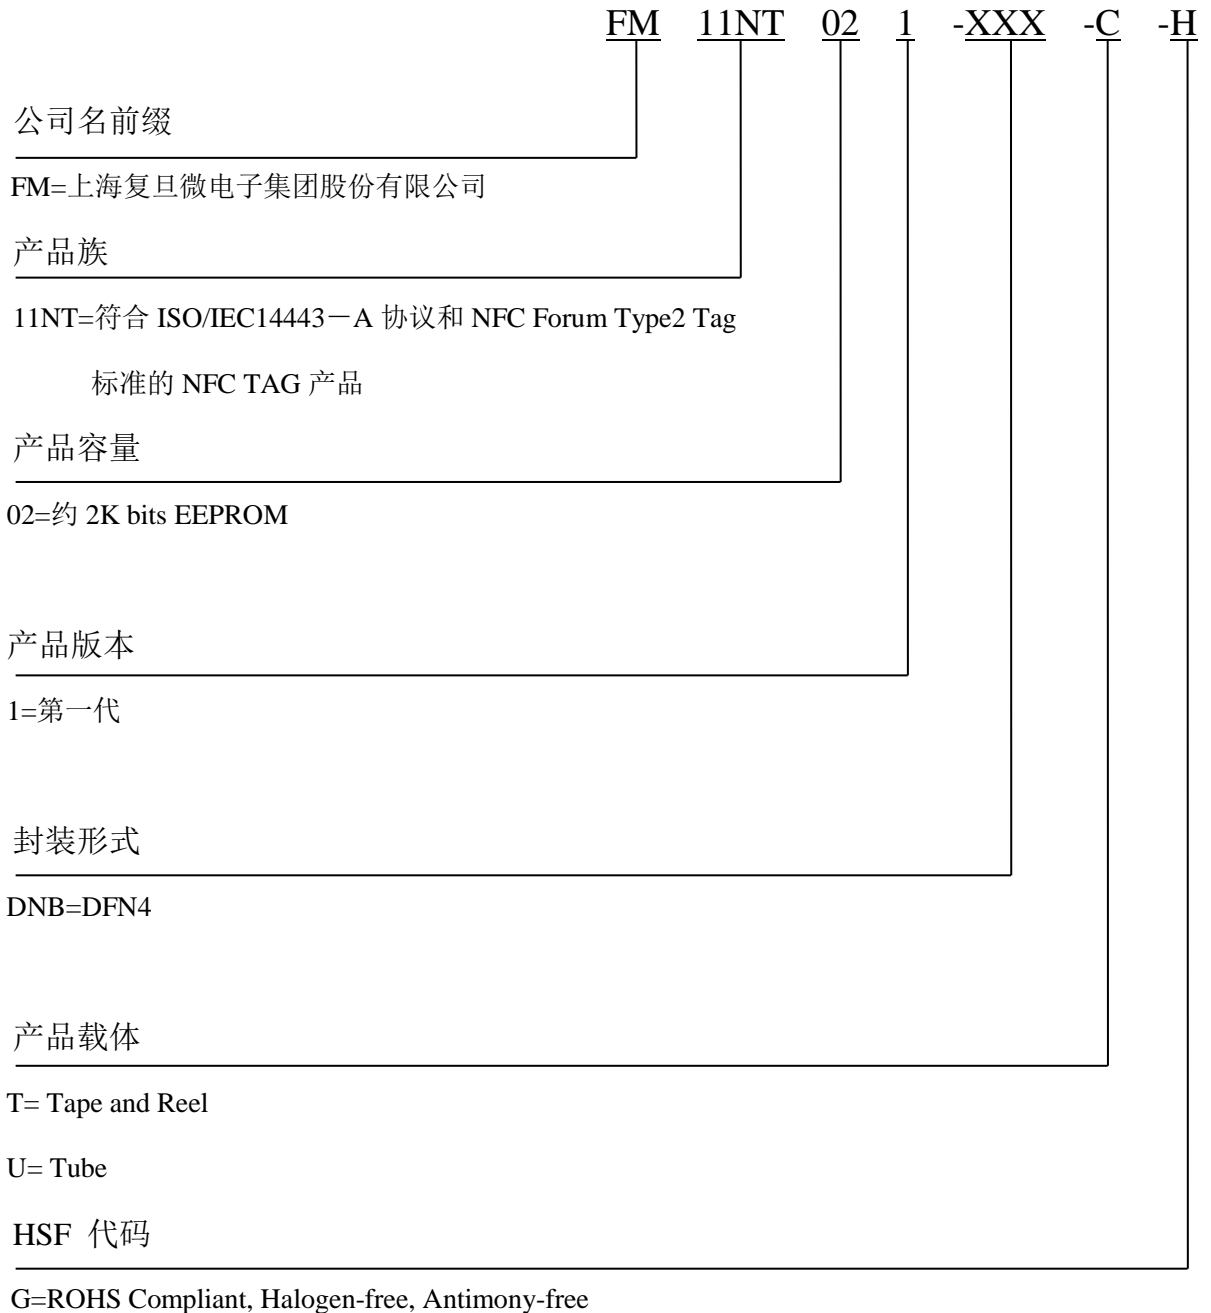 FM 11NT 02 1 -XXX -C -H
公司名前缀
FM=上海复旦微电子集团股份有限公司
产品族
11NT=符合 ISO/IEC14443－A 协议和 NFC Forum Type2 Tag
标准的 NFC TAG 产品
产品容量
02=约 2K bits EEPROM
产品版本
1=第一代
封装形式
DNB=DFN4
产品载体
T= Tape and Reel
U= Tube
HSF 代码
G=ROHS Compliant, Halogen-free, Antimony-free